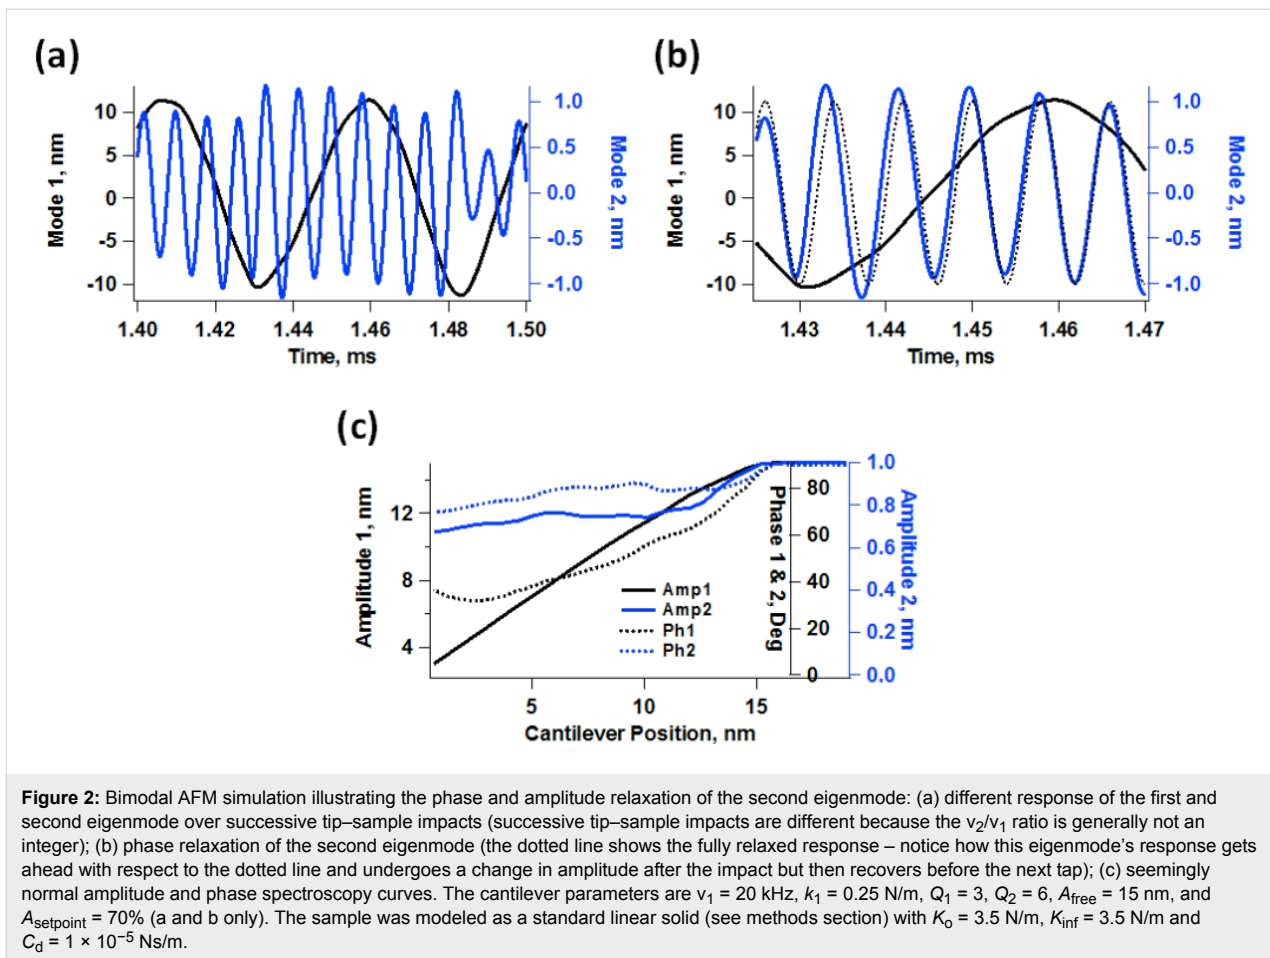 (a)
10
5
0
-5
-10
Mode 1, nm
1.0
0.5
0.0
-0.5
-1.0
Mode 2, nm
1.40 1.42 1.44 1.46 1.48 1.50
Time, ms
(b)
10
5
0
-5
-10
Mode 1, nm
1.0
0.5
0.0
-0.5
-1.0
Mode 2, nm
1.43 1.44 1.45 1.46 1.47
Time, ms
(c)
12
8
4
Amplitude 1, nm
Amp1
Amp2
Ph1
Ph2
80
60
40
20
0
Phase 1 & 2, Deg
1.0
0.8
0.6
0.4
0.2
0.0
Amplitude 2, nm
5 10 15
Cantilever Position, nm
Figure 2: Bimodal AFM simulation illustrating the phase and amplitude relaxation of the second eigenmode: (a) different response of the first and
second eigenmode over successive tip–sample impacts (successive tip–sample impacts are different because the ν₂/ν₁ ratio is generally not an
integer); (b) phase relaxation of the second eigenmode (the dotted line shows the fully relaxed response – notice how this eigenmode's response gets
ahead with respect to the dotted line and undergoes a change in amplitude after the impact but then recovers before the next tap); (c) seemingly
normal amplitude and phase spectroscopy curves. The cantilever parameters are ν₁ = 20 kHz, k₁ = 0.25 N/m, Q₁ = 3, Q₂ = 6, A_free = 15 nm, and
A_setpoint = 70% (a and b only). The sample was modeled as a standard linear solid (see methods section) with K_o = 3.5 N/m, K_inf = 3.5 N/m and
C_d = 1 × 10⁻⁵ Ns/m.